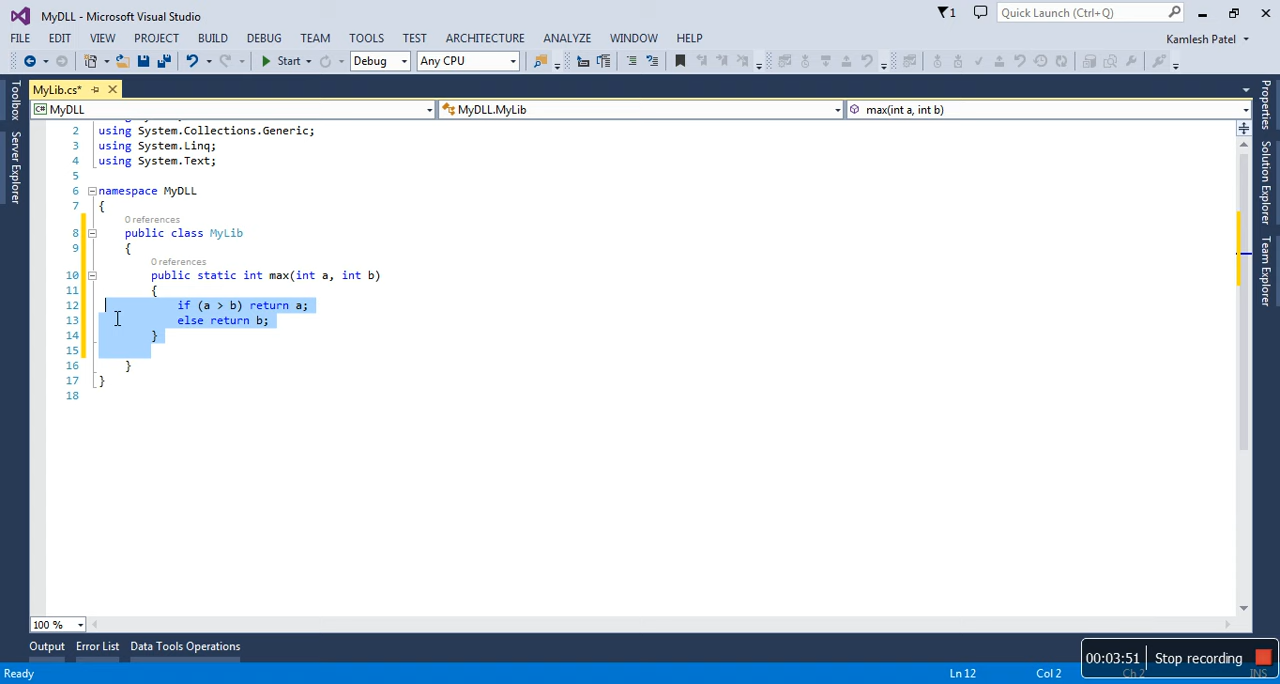 MyDLL - Microsoft Visual Studio
1
Quick Launch (Ctrl+Q)
FILE EDIT VIEW PROJECT BUILD DEBUG TEAM TOOLS TEST ARCHITECTURE ANALYZE WINDOW HELP
Kamlesh Patel
Start Debug Any CPU
MyLib.cs*
C# MyDLL
MyDLL.MyLib
max(int a, int b)
Toolbox
Server Explorer
Properties
Solution Explorer
Team Explorer
2 using System.Collections.Generic;
3 using System.Linq;
4 using System.Text;
5
6 namespace MyDLL
7 {
0 references
8 public class MyLib
9 {
0 references
10 public static int max(int a, int b)
11 {
12 if (a > b) return a;
13 else return b;
14 }
15
16 }
17 }
18
100 %
Output Error List Data Tools Operations
00:03:51 Stop recording
Ready
Ln 12 Col 2 Ch 2 INS